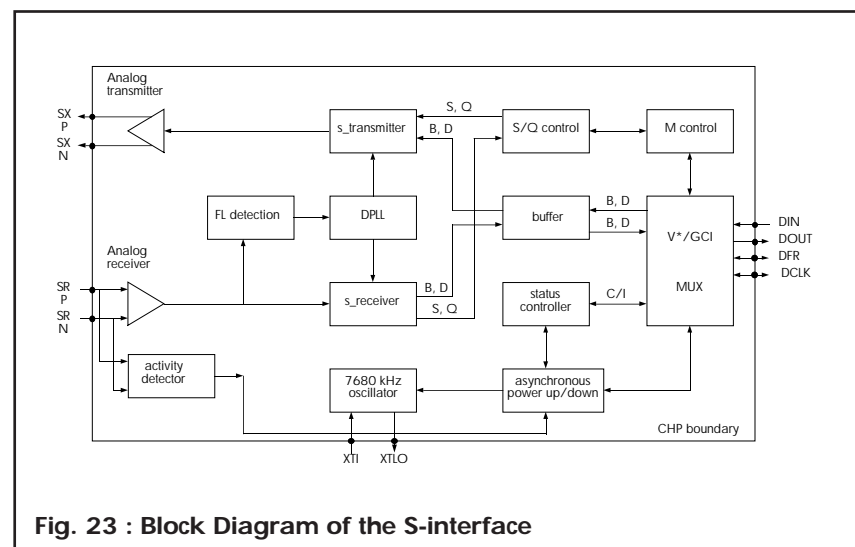 Analog
transmitter
SX
P
SX
N
s_transmitter
S, Q
B, D
S/Q control
M control
FL detection
DPLL
buffer
B, D
B, D
V*/GCI
MUX
DIN
DOUT
DFR
DCLK
Analog
receiver
SR
P
SR
N
s_receiver
B, D
S, Q
status
controller
C/I
activity
detector
7680 kHz
oscillator
asynchronous
power up/down
CHP boundary
XTI
XTLO
Fig. 23 : Block Diagram of the S-interface